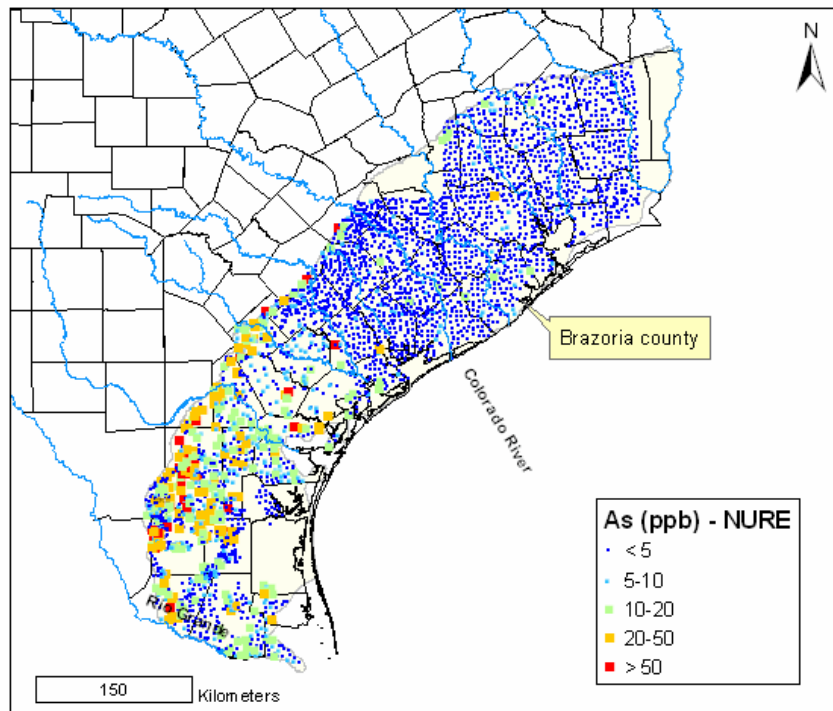 N
Brazoria county
Colorado River
Rio Grande
As (ppb) - NURE
< 5
5-10
10-20
20-50
> 50
150
Kilometers